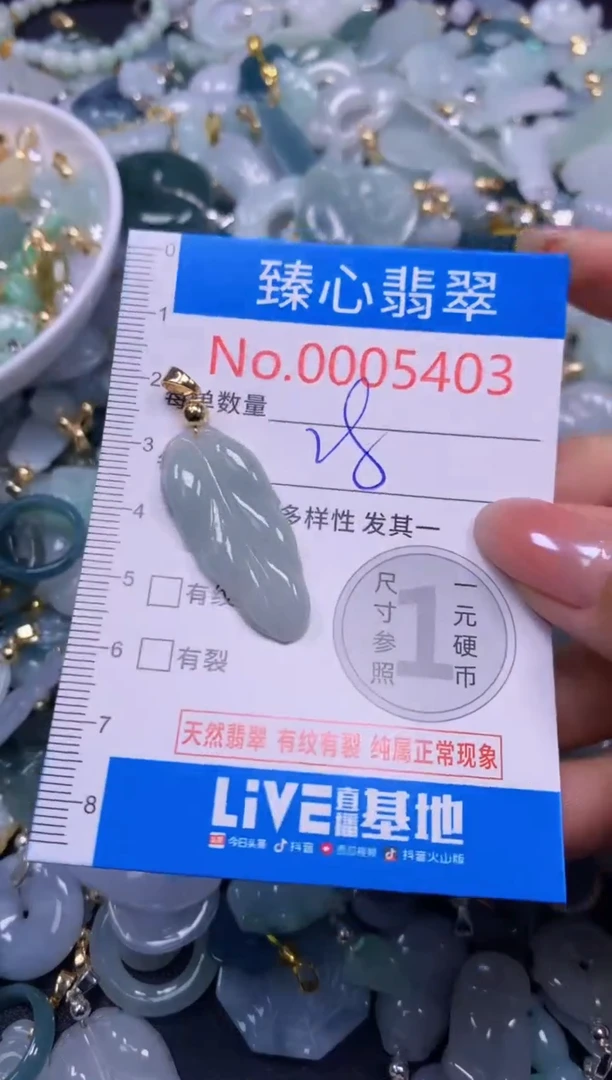 0
臻心翡翠
1
No.0005403
2
每单数量
28
3
4
多样性 发其一
5
有纹
6
有裂
尺寸参照
1
一元硬币
7
天然翡翠 有纹有裂 纯属正常现象
8
LiVE直播基地
今日头条 抖音 西瓜视频 抖音火山版